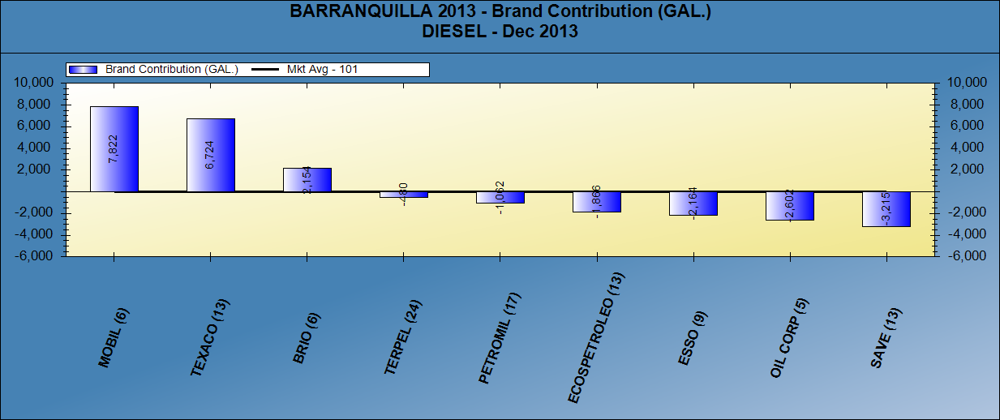 BARRANQUILLA 2013 - Brand Contribution (GAL.)
DIESEL - Dec 2013
Brand Contribution (GAL.) Mkt Avg - 101
10,000 10,000
8,000 8,000
6,000 6,000
4,000 4,000
2,000 2,000
-2,000 -2,000
-4,000 -4,000
-6,000 -6,000
7,822
6,724
2,154
-480
-1,062
-1,866
-2,164
-2,602
-3,215
MOBIL (6)
TEXACO (13)
BRIO (6)
TERPEL (24)
PETROMIL (17)
ECOSPETROLEO (13)
ESSO (9)
OIL CORP (5)
SAVE (13)